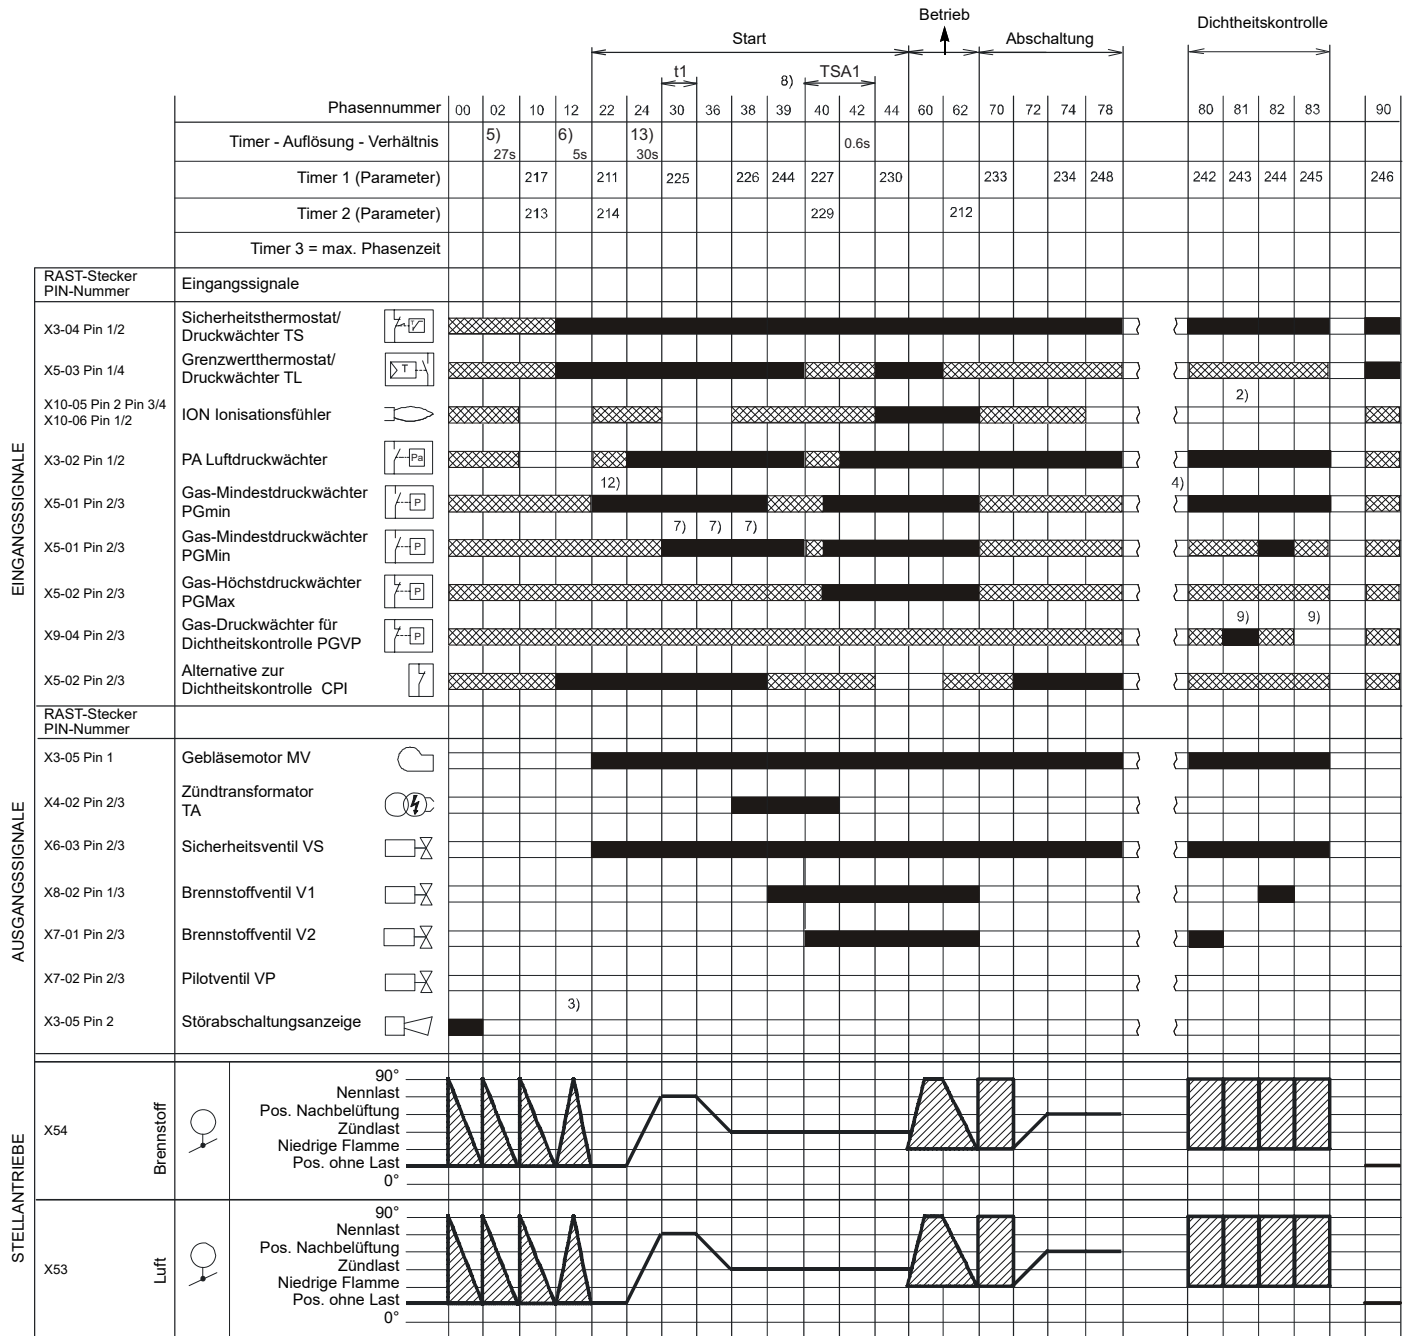 Betrieb
Dichtheitskontrolle
Start
Abschaltung
t1
8)
TSA1
Phasennummer 00 02 10 12 22 24 30 36 38 39 40 42 44 60 62 70 72 74 78 80 81 82 83 90
5) 6) 13)
Timer - Auflösung - Verhältnis 27s 5s 30s 0.6s
Timer 1 (Parameter) 217 211 225 226 244 227 230 233 234 248 242 243 244 245 246
Timer 2 (Parameter) 213 214 229 212
Timer 3 = max. Phasenzeit
EINGANGSSIGNALE
RAST-Stecker
PIN-Nummer
Eingangssignale
X3-04 Pin 1/2
Sicherheitsthermostat/
Druckwächter TS
X5-03 Pin 1/4
Grenzwertthermostat/
Druckwächter TL
T
2)
X10-05 Pin 2 Pin 3/4
X10-06 Pin 1/2
ION Ionisationsfühler
X3-02 Pin 1/2
PA Luftdruckwächter
Pa
12)
4)
X5-01 Pin 2/3
Gas-Mindestdruckwächter
PGmin
P
7) 7) 7)
X5-01 Pin 2/3
Gas-Mindestdruckwächter
PGMin
P
X5-02 Pin 2/3
Gas-Höchstdruckwächter
PGMax
P
9) 9)
X9-04 Pin 2/3
Gas-Druckwächter für
Dichtheitskontrolle PGVP
P
X5-02 Pin 2/3
Alternative zur
Dichtheitskontrolle CPI
AUSGANGSSIGNALE
RAST-Stecker
PIN-Nummer
X3-05 Pin 1
Gebläsemotor MV
X4-02 Pin 2/3
Zündtransformator
TA
X6-03 Pin 2/3
Sicherheitsventil VS
X8-02 Pin 1/3
Brennstoffventil V1
X7-01 Pin 2/3
Brennstoffventil V2
X7-02 Pin 2/3
Pilotventil VP
3)
X3-05 Pin 2
Störabschaltungsanzeige
STELLANTRIEBE
X54
Brennstoff
90°
Nennlast
Pos. Nachbelüftung
Zündlast
Niedrige Flamme
Pos. ohne Last
0°
X53
Luft
90°
Nennlast
Pos. Nachbelüftung
Zündlast
Niedrige Flamme
Pos. ohne Last
0°